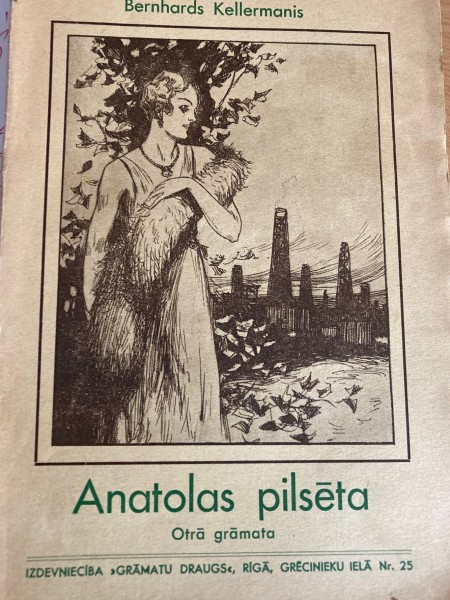 Bernhards Kellermanis
Anatolas pilsēta
Otrā grāmata
IZDEVNIECĪBA ›GRĀMATU DRAUGS‹, RĪGĀ, GRĒCINIEKU IELĀ Nr. 25